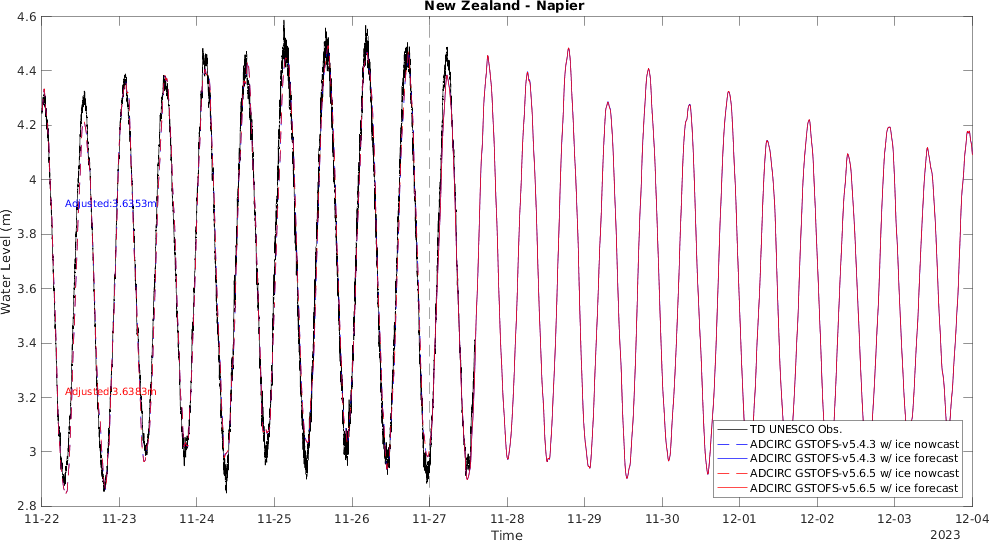 New Zealand - Napier
4.6
4.4
4.2
4
3.8
3.6
3.4
3.2
3
2.8
Water Level (m)
Adjusted:3.6353m
Adjusted:3.6383m
TD UNESCO Obs.
ADCIRC GSTOFS-v5.4.3 w/ ice nowcast
ADCIRC GSTOFS-v5.4.3 w/ ice forecast
ADCIRC GSTOFS-v5.6.5 w/ ice nowcast
ADCIRC GSTOFS-v5.6.5 w/ ice forecast
11-22 11-23 11-24 11-25 11-26 11-27 11-28 11-29 11-30 12-01 12-02 12-03 12-04
Time
2023